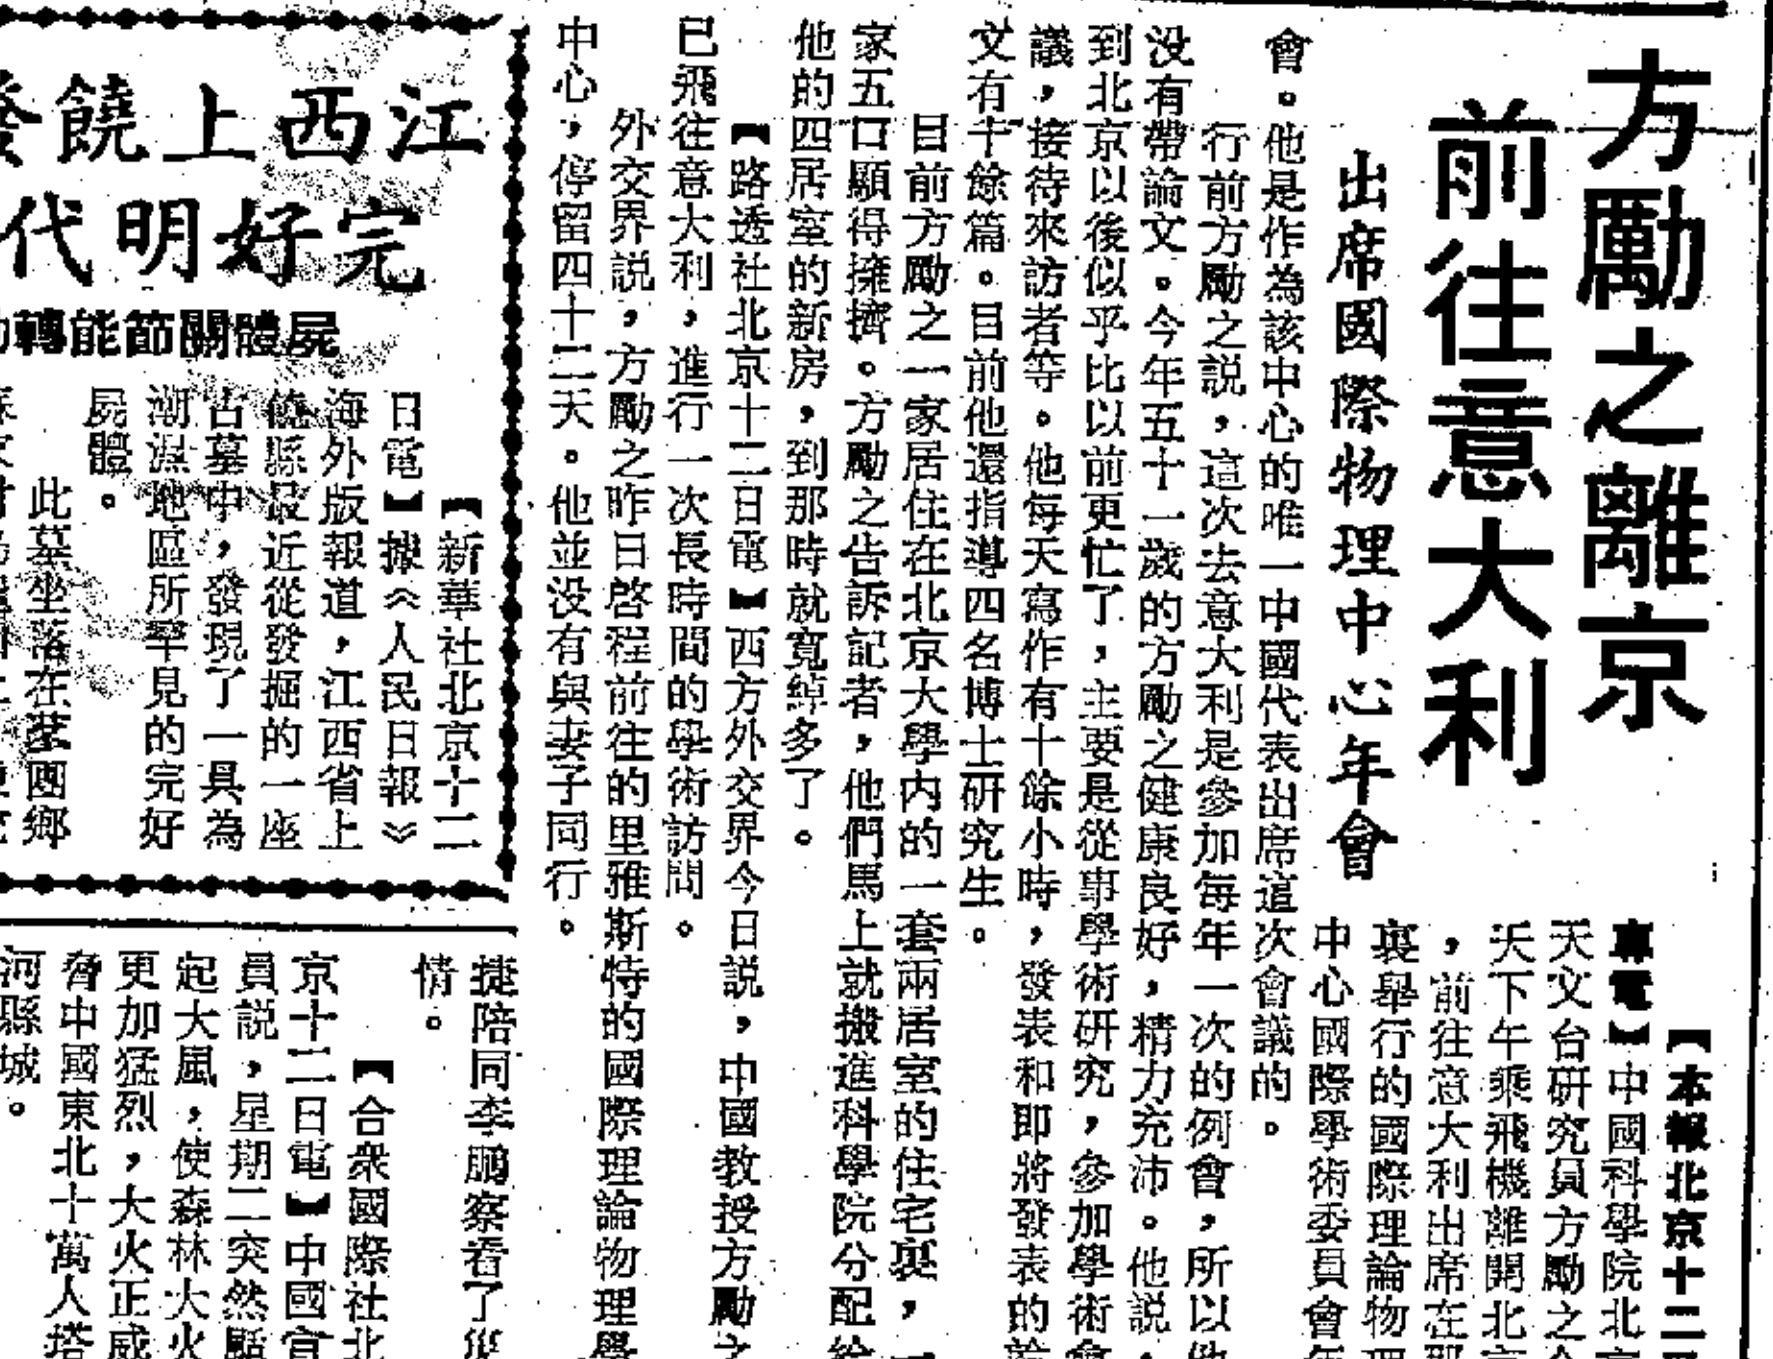 方勵之離京
前往意大利
出席國際物理中心年會
【本報北京十二
專電】中國科學院北
天文台研究員方勵之今
天下午乘飛機離開北京
，前往意大利出席在那
裏舉行的國際理論物理
中心國際學術委員會年
會。他是作為該中心的唯一中國代表出席這次會議的。
行前方勵之説，這次去意大利是參加每年一次的例會，所以他
没有帶論文。今年五十一歲的方勵之健康良好，精力充沛。他説，
到北京以後似乎比以前更忙了，主要是從事學術研究，參加學術會
議，接待來訪者等。他每天寫作有十餘小時，發表和即將發表的論
文有十餘篇。目前他還指導四名博士研究生。
目前方勵之一家居住在北京大學内的一套兩居室的住宅裏，一
家五口顯得擁擠。方勵之告訴記者，他們馬上就搬進科學院分配給
他的四居室的新房，到那時就寬綽多了。
【路透社北京十二日電】西方外交界今日説，中國教授方勵之
已飛往意大利，進行一次長時間的學術訪問。
外交界説，方勵之昨日啓程前往的里雅斯特的國際理論物理學
中心，停留四十二天。他並没有與妻子同行。
江西上饒發
完好明代
屍體關節能轉動
【新華社北京十二
日電】據《人民日報》
海外版報道，江西省上
饒縣最近從發掘的一座
古墓中，發現了一具為
潮濕地區所罕見的完好
屍體。
此墓坐落在茶園鄉
捷陪同李鵬察看了災
情。
【合衆國際社北
京十二日電】中國官
員説，星期二突然颳
起大風，使森林大火
更加猛烈，大火正威
脅中國東北十萬人塔
河縣城。